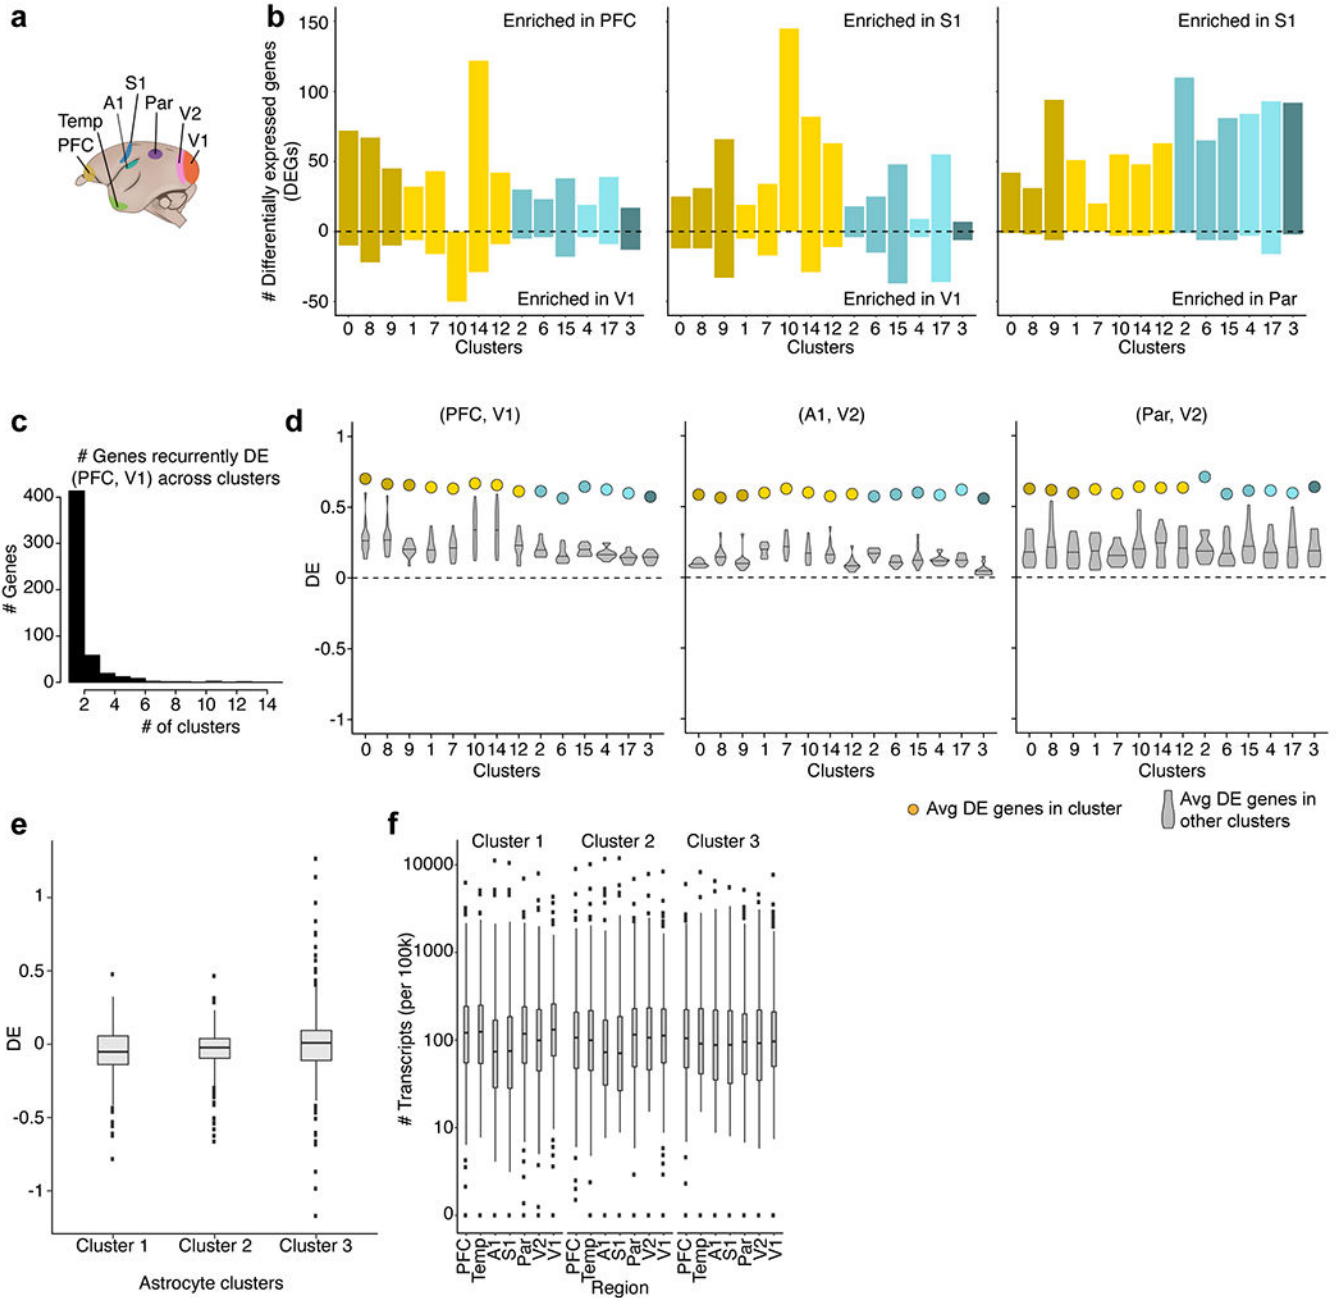 a
S1
A1 Par V2
Temp
PFC V1
b
# Differentially expressed genes
(DEGs)
150
100
50
0
-50
Enriched in PFC
Enriched in V1
0 8 9 1 7 10 14 12 2 6 15 4 17 3
Clusters
Enriched in S1
Enriched in V1
0 8 9 1 7 10 14 12 2 6 15 4 17 3
Clusters
Enriched in S1
Enriched in Par
0 8 9 1 7 10 14 12 2 6 15 4 17 3
Clusters
c
# Genes recurrently DE
(PFC, V1) across clusters
# Genes
400
300
200
100
0
2 4 6 8 10 12 14
# of clusters
d
DE
1
0.5
0
-0.5
-1
(PFC, V1)
0 8 9 1 7 10 14 12 2 6 15 4 17 3
Clusters
(A1, V2)
0 8 9 1 7 10 14 12 2 6 15 4 17 3
Clusters
(Par, V2)
0 8 9 1 7 10 14 12 2 6 15 4 17 3
Clusters
Avg DE genes in cluster
Avg DE genes in
other clusters
e
DE
1
0.5
0
-0.5
-1
Cluster 1 Cluster 2 Cluster 3
Astrocyte clusters
f
Cluster 1 Cluster 2 Cluster 3
# Transcripts (per 100k)
10000
1000
100
10
0
PFC Temp A1 S1 Par V2 V1
PFC Temp A1 S1 Par V2 V1
PFC Temp A1 S1 Par V2 V1
Region